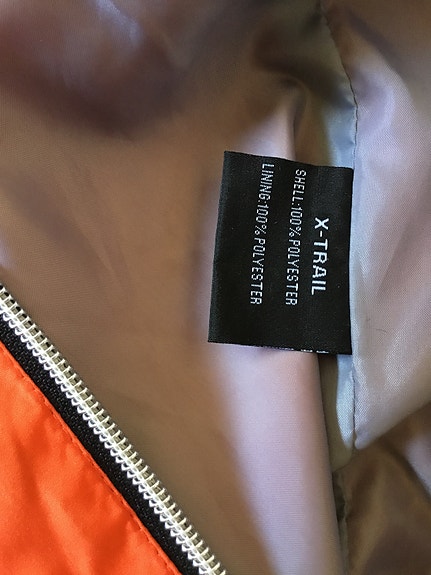 X-TRAIL
SHELL:100% POLYESTER
LINING:100% POLYESTER